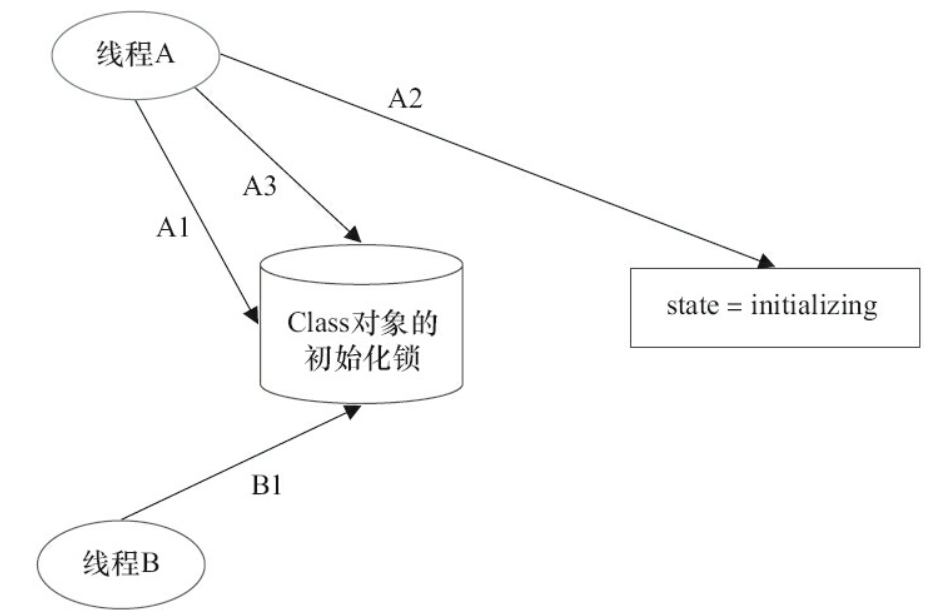 线程A
A2
A3
A1
state = initializing
Class对象的
初始化锁
B1
线程B